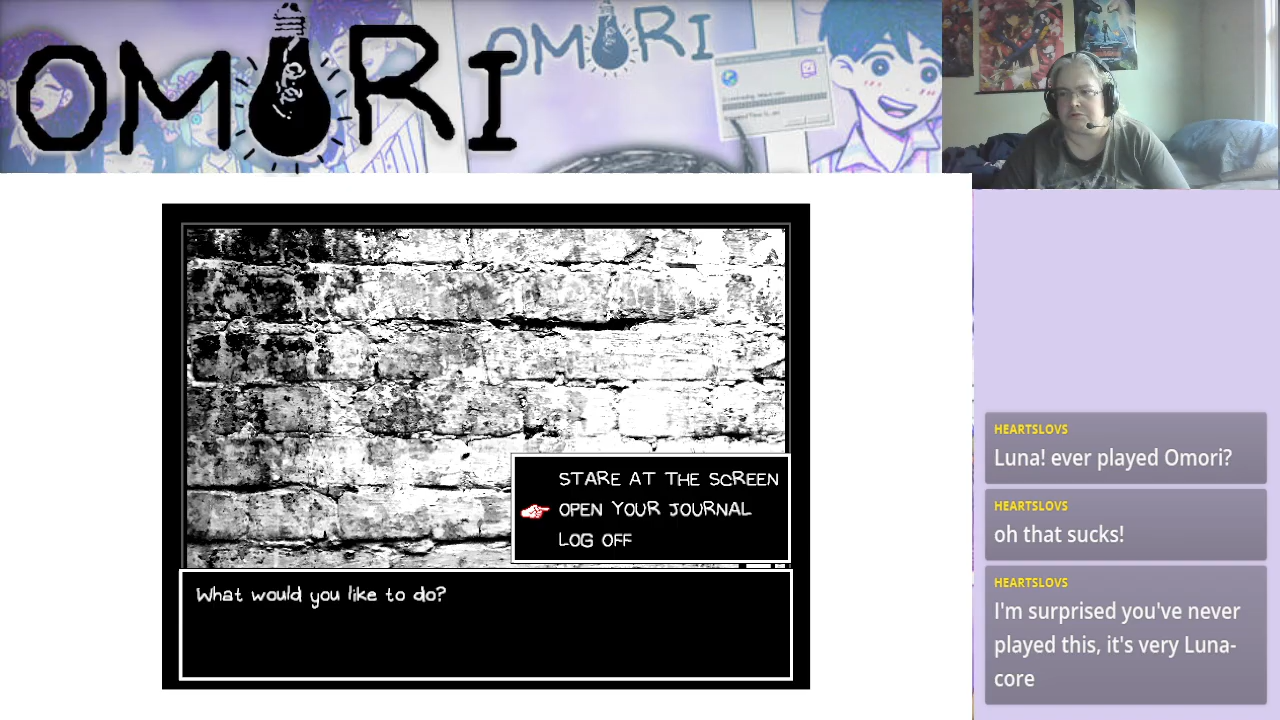 OMORI
OMORI
STARE AT THE SCREEN
OPEN YOUR JOURNAL
LOG OFF
What would you like to do?
HEARTSLOVS
Luna! ever played Omori?
HEARTSLOVS
oh that sucks!
HEARTSLOVS
I'm surprised you've never
played this, it's very Luna-
core